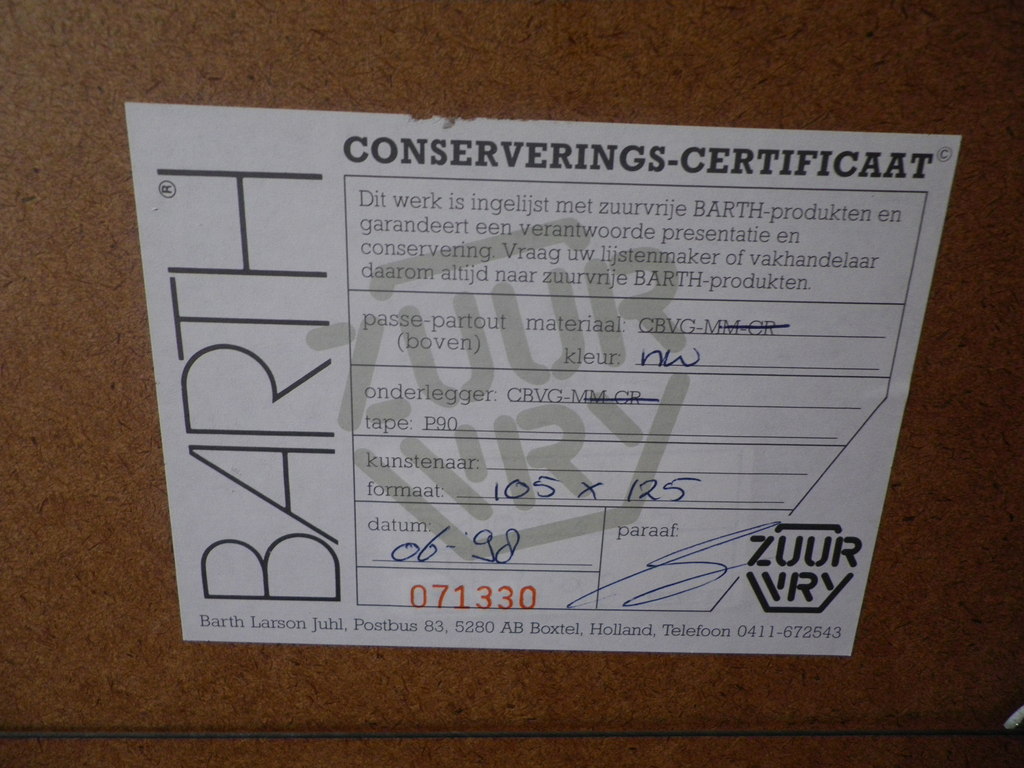 BARTH®
CONSERVERINGS-CERTIFICAAT©
Dit werk is ingelijst met zuurvrije BARTH-produkten en
garandeert een verantwoorde presentatie en
conservering. Vraag uw lijstenmaker of vakhandelaar
daarom altijd naar zuurvrije BARTH-produkten.
passe-partout materiaal: CBVG-MM-CR
(boven) kleur: nw
onderlegger: CBVG-MM-CR
tape: P90
kunstenaar:
formaat: 105 x 125
datum: 06-'98
paraaf:
071330
ZUUR
VRY
ZUUR
VRY
Barth Larson Juhl, Postbus 83, 5280 AB Boxtel, Holland, Telefoon 0411-672543